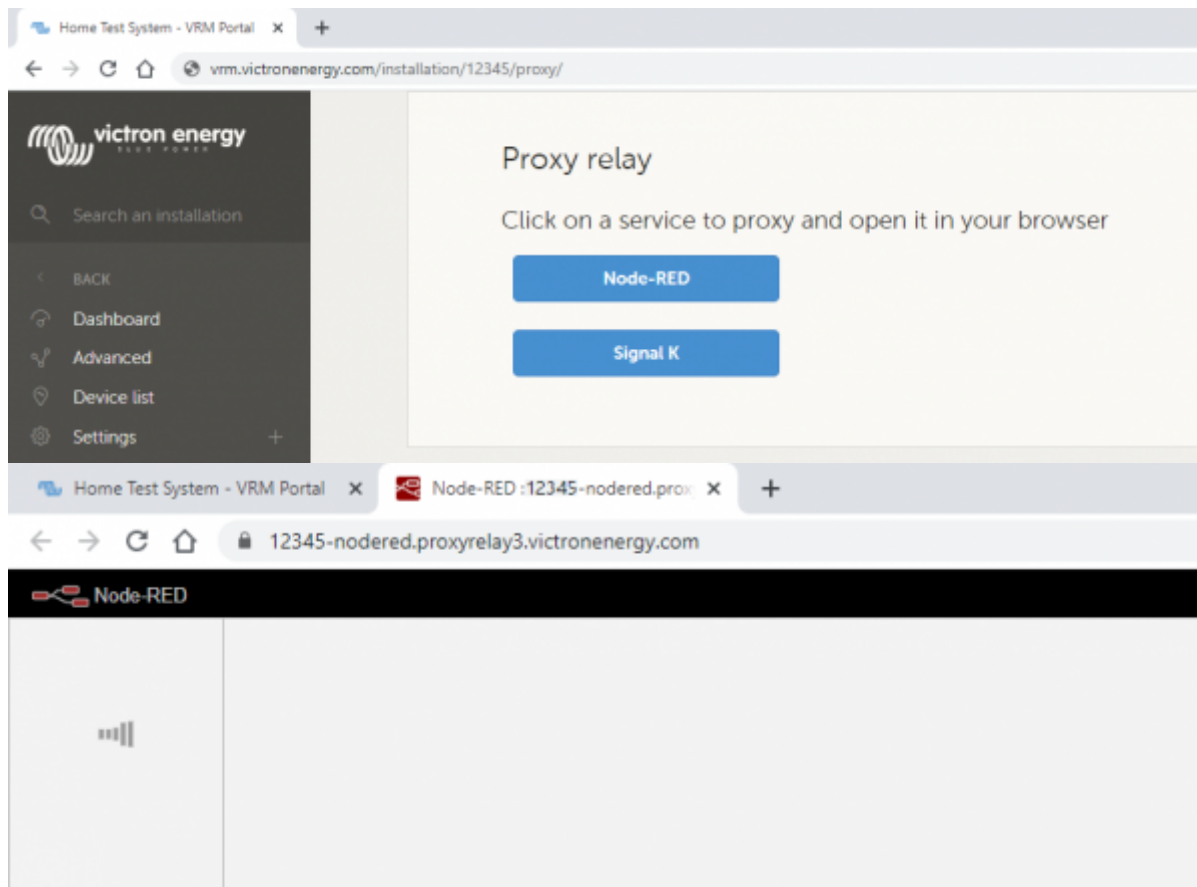 Home Test System - VRM Portal
vrm.victronenergy.com/installation/12345/proxy/
victron energy
BLUE POWER
Search an installation
BACK
Dashboard
Advanced
Device list
Settings
Proxy relay
Click on a service to proxy and open it in your browser
Node-RED
Signal K
Home Test System - VRM Portal
Node-RED :12345-nodered.prox
12345-nodered.proxyrelay3.victronenergy.com
Node-RED